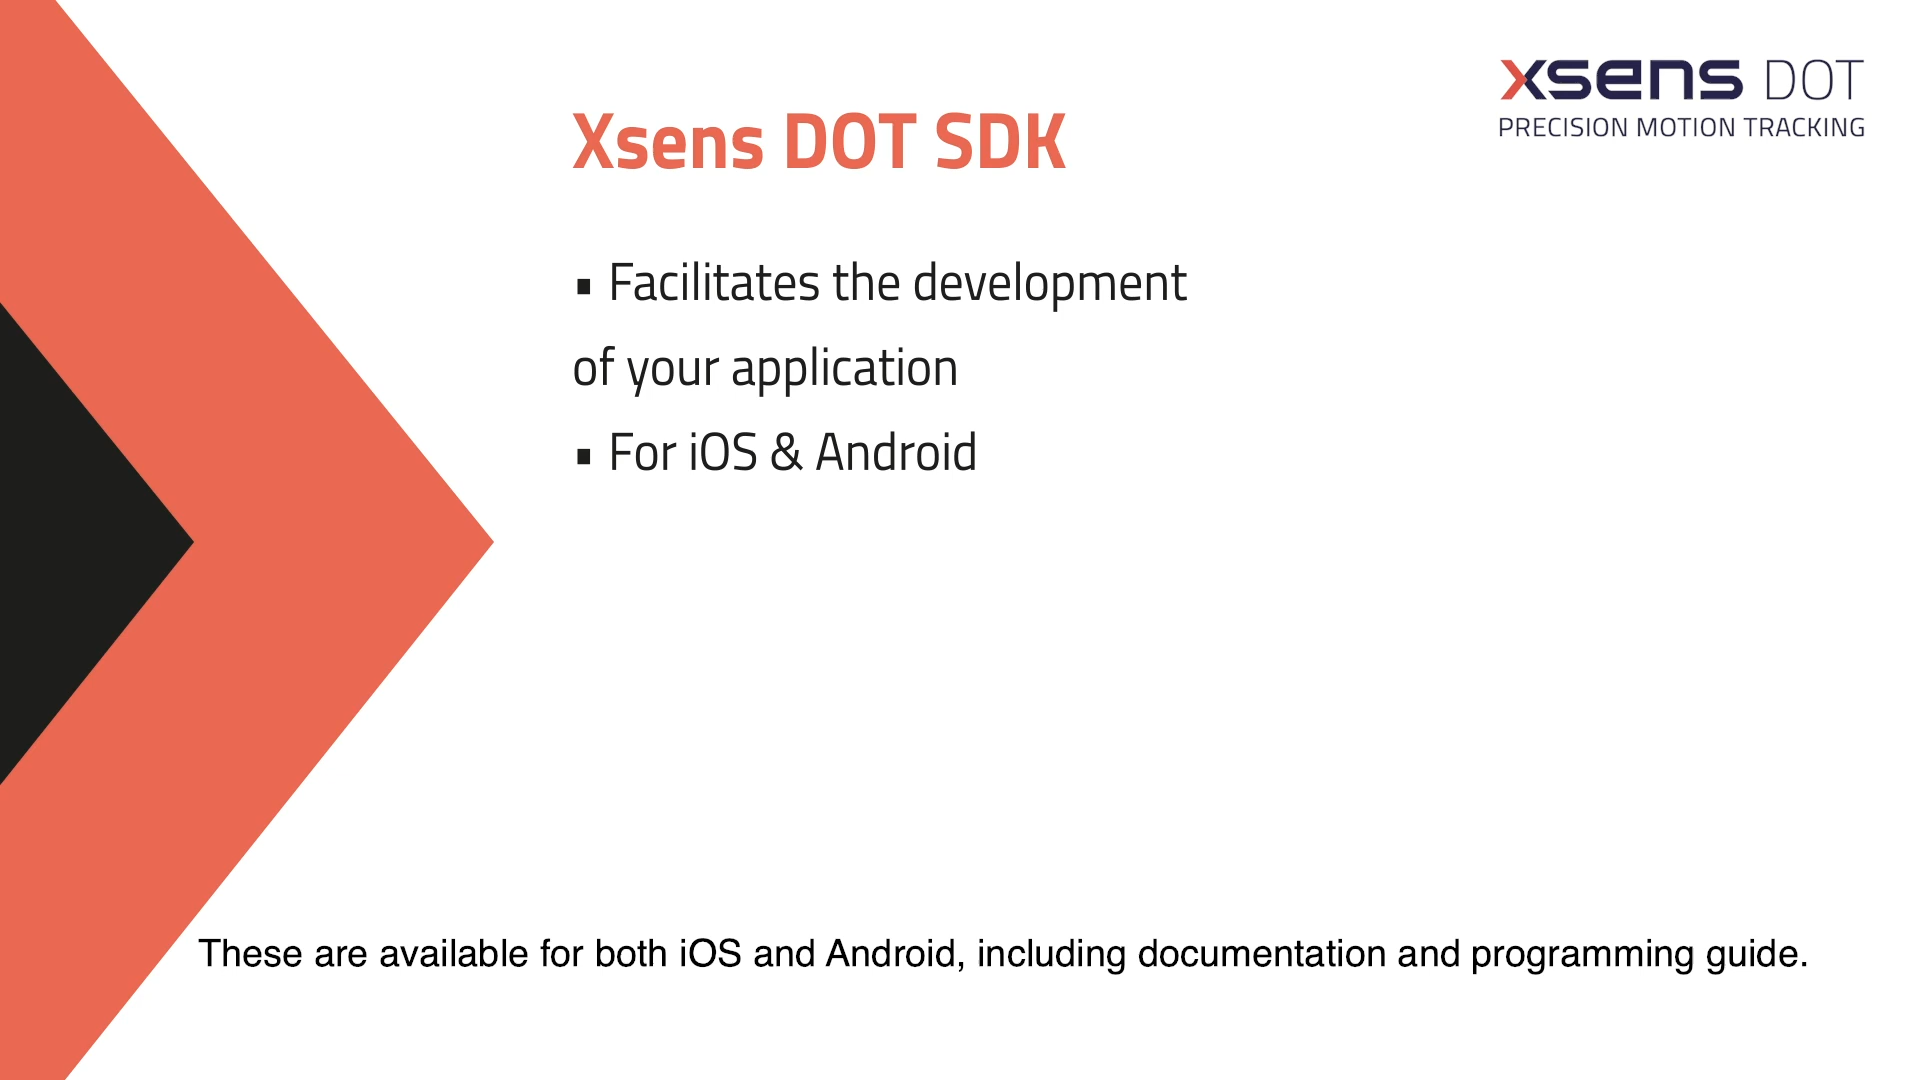 xsens DOT
PRECISION MOTION TRACKING
Xsens DOT SDK
▪ Facilitates the development
of your application
▪ For iOS & Android
These are available for both iOS and Android, including documentation and programming guide.